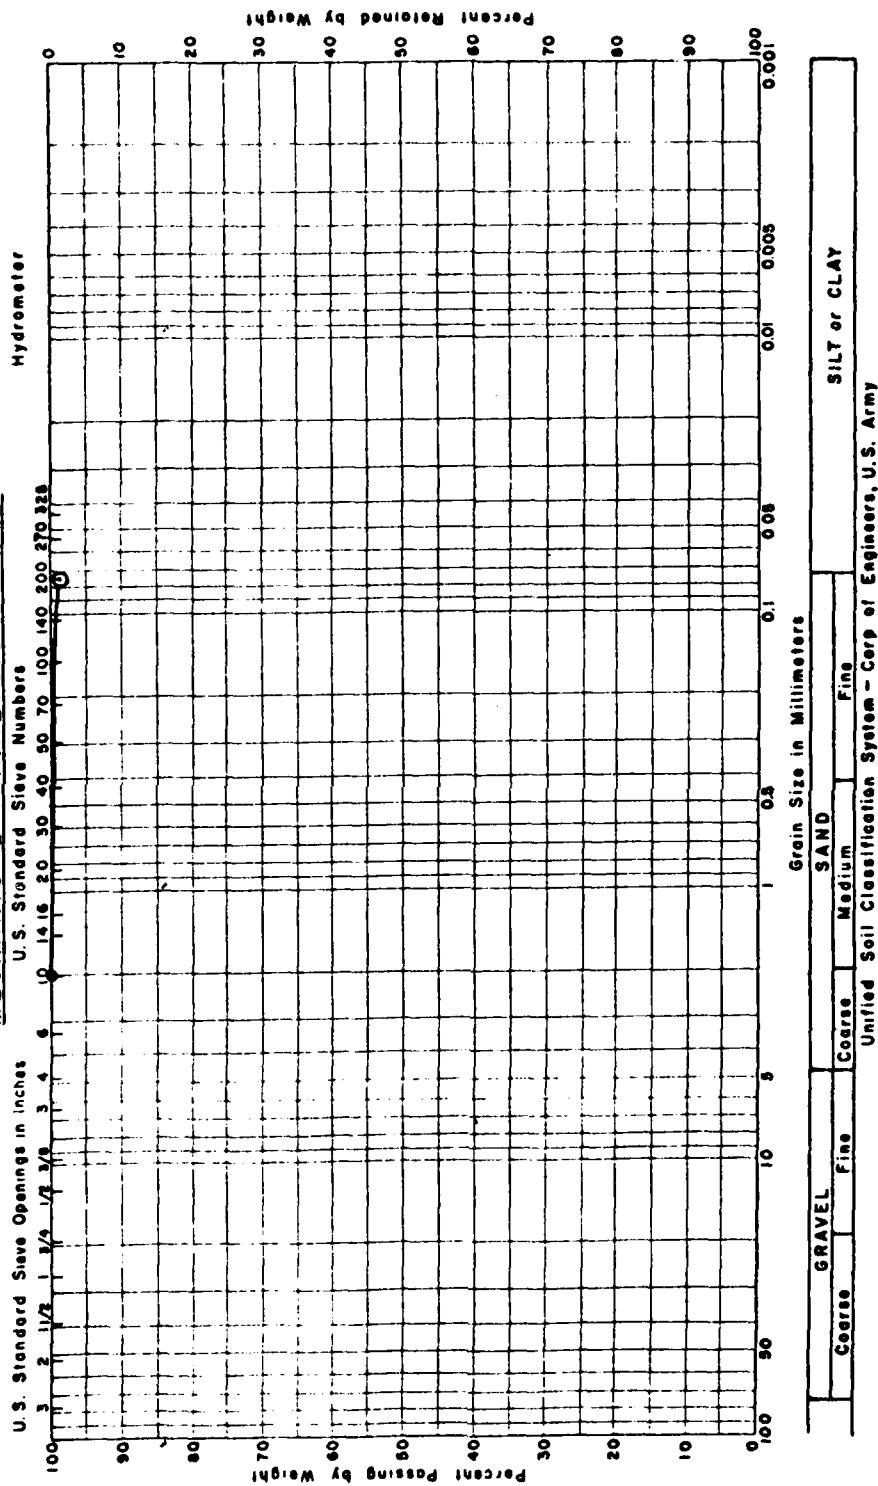 U.S. Standard Sieve Openings in Inches
U.S. Standard Sieve Numbers
Hydrometer
3 2 1 1/2 1 3/4 1/2 3/8 3 4 6 10 14 16 20 30 40 50 70 100 140 200 270 325
Percent Passing by Weight
100
90
80
70
60
50
40
30
20
10
0
Percent Retained by Weight
0
10
20
30
40
50
60
70
80
90
100
100 50 10 5 1 0.5 0.1 0.05 0.01 0.005 0.001
Grain Size in Millimeters
GRAVEL SAND SILT or CLAY
Coarse Fine Coarse Medium Fine
Unified Soil Classification System - Corp of Engineers, U.S. Army